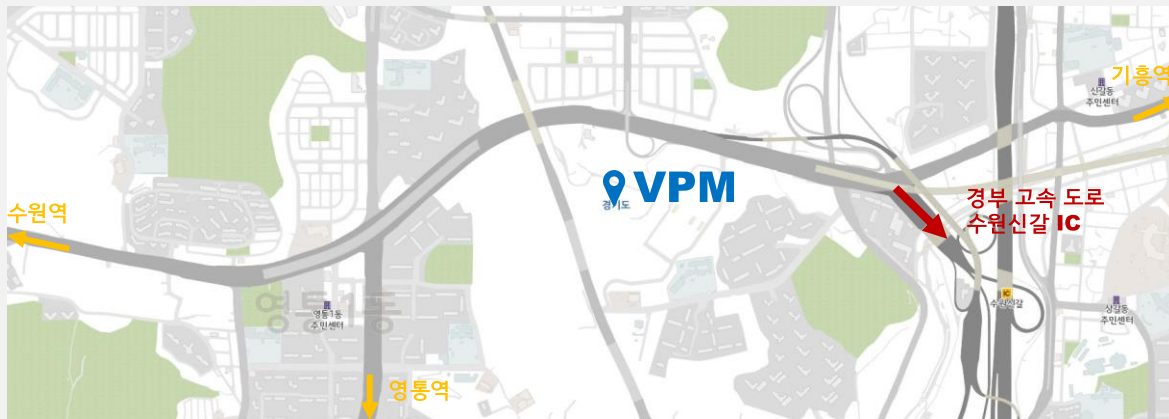 기흥역
신갈동
주민센터
VPM
경기도
수원역
경부 고속 도로
수원신갈 IC
IC
수원신갈
영통1동
영통1동
주민센터
상갈동
주민센터
영통역